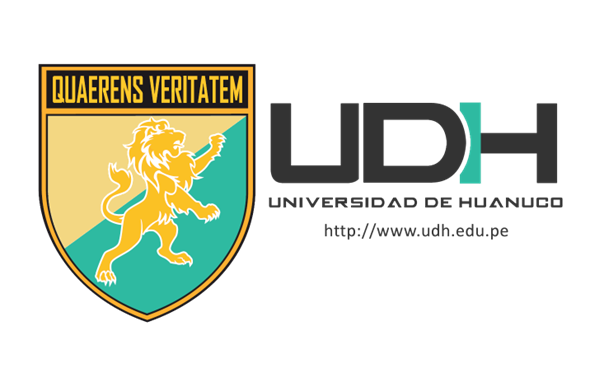 QUAERENS VERITATEM
UDH
UNIVERSIDAD DE HUANUCO
http://www.udh.edu.pe